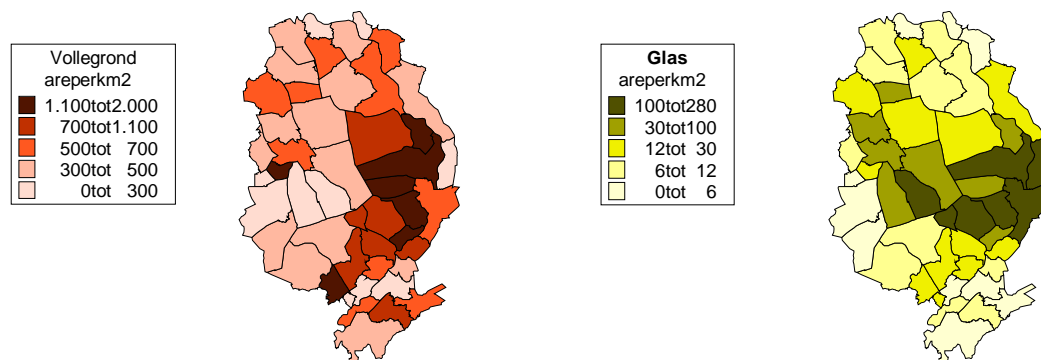 Vollegrond
areperkm2
1.100tot2.000
700tot1.100
500tot 700
300tot 500
0tot 300
Glas
areperkm2
100tot280
30tot100
12tot 30
6tot 12
0tot 6